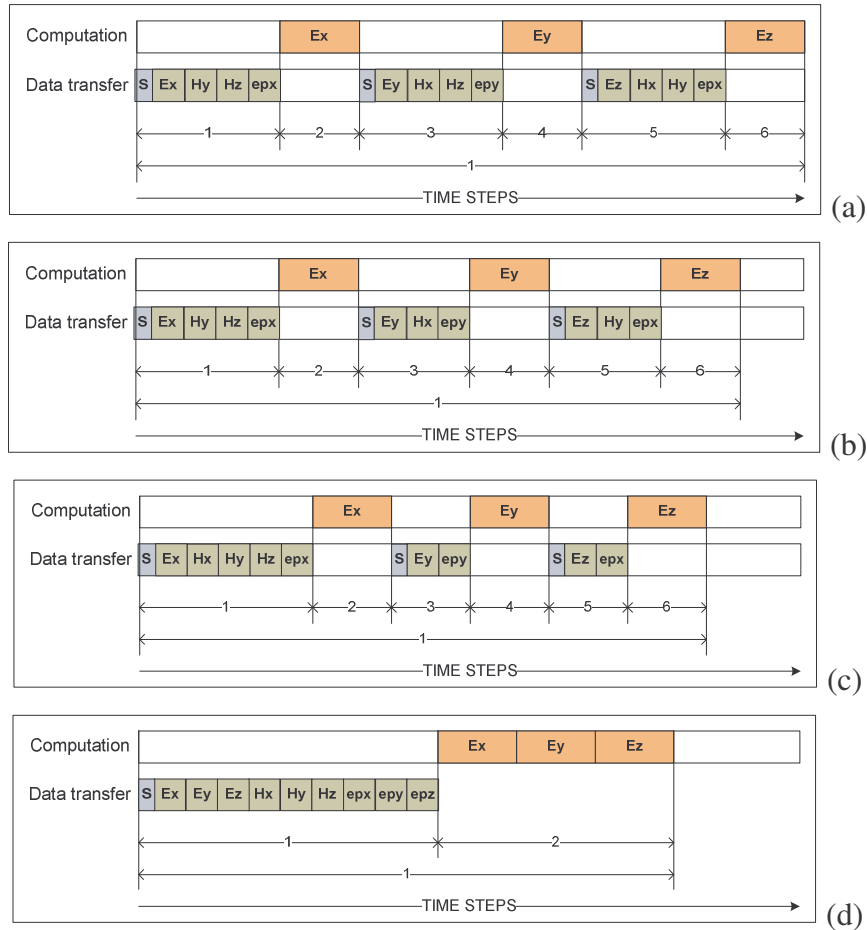 Computation Ex Ey Ez
Data transfer S Ex Hy Hz epx S Ey Hx Hz epy S Ez Hx Hy epx
1 2 3 4 5 6
1
TIME STEPS
(a)
Computation Ex Ey Ez
Data transfer S Ex Hy Hz epx S Ey Hx epy S Ez Hy epx
1 2 3 4 5 6
1
TIME STEPS
(b)
Computation Ex Ey Ez
Data transfer S Ex Hx Hy Hz epx S Ey epy S Ez epx
1 2 3 4 5 6
1
TIME STEPS
(c)
Computation Ex Ey Ez
Data transfer S Ex Ey Ez Hx Hy Hz epx epy epz
1 2
1
TIME STEPS
(d)